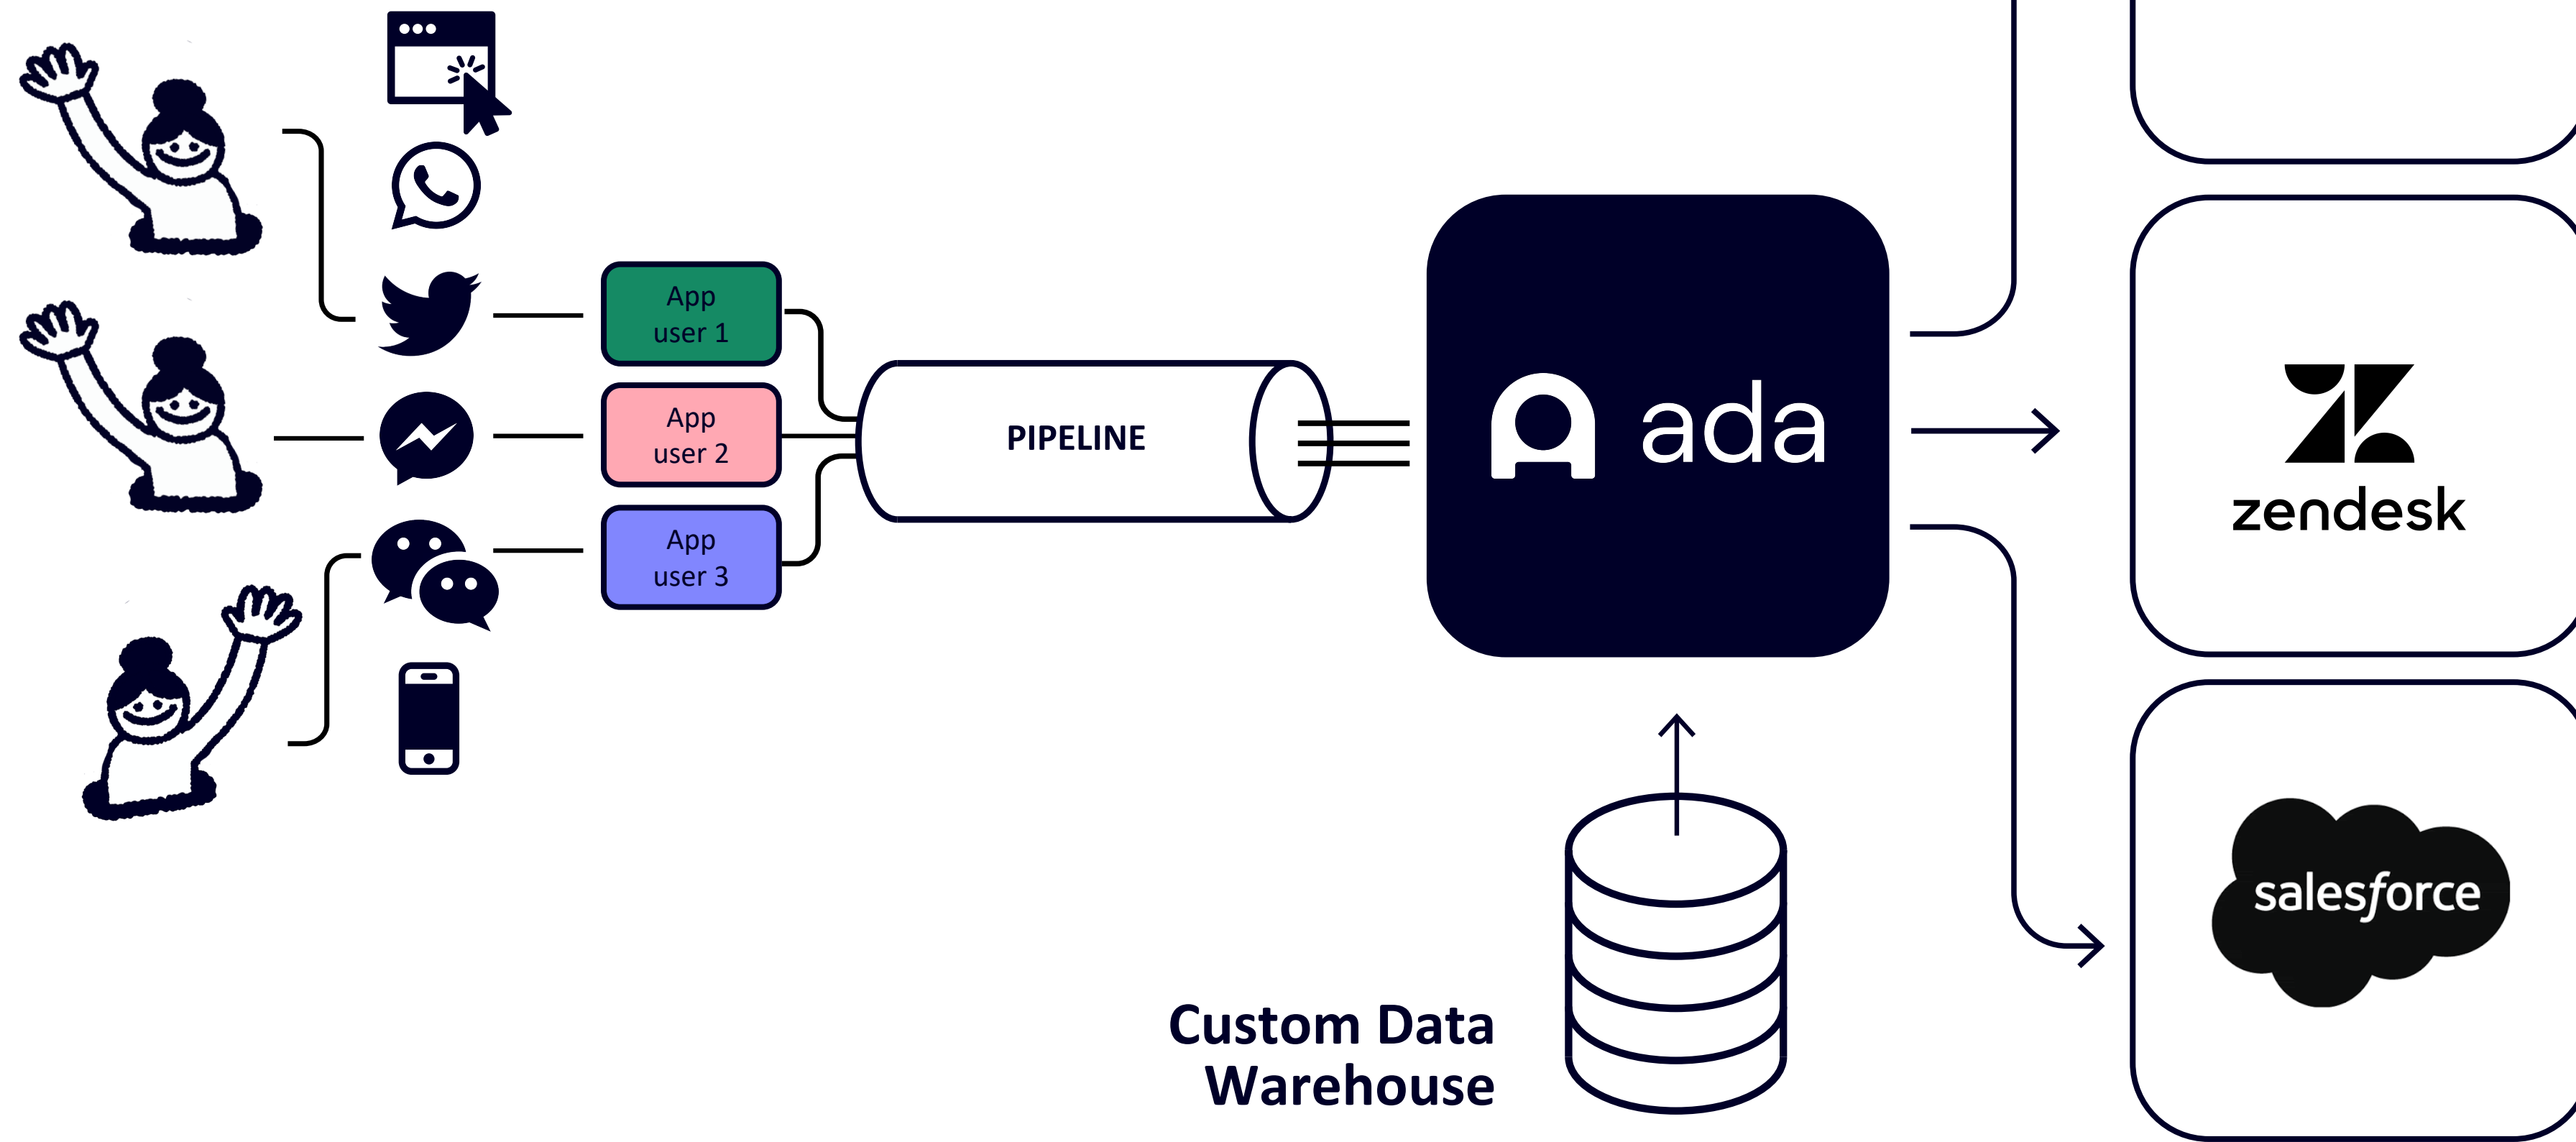 App
user 1
App
user 2
App
user 3
PIPELINE
ada
zendesk
salesforce
Custom Data
Warehouse